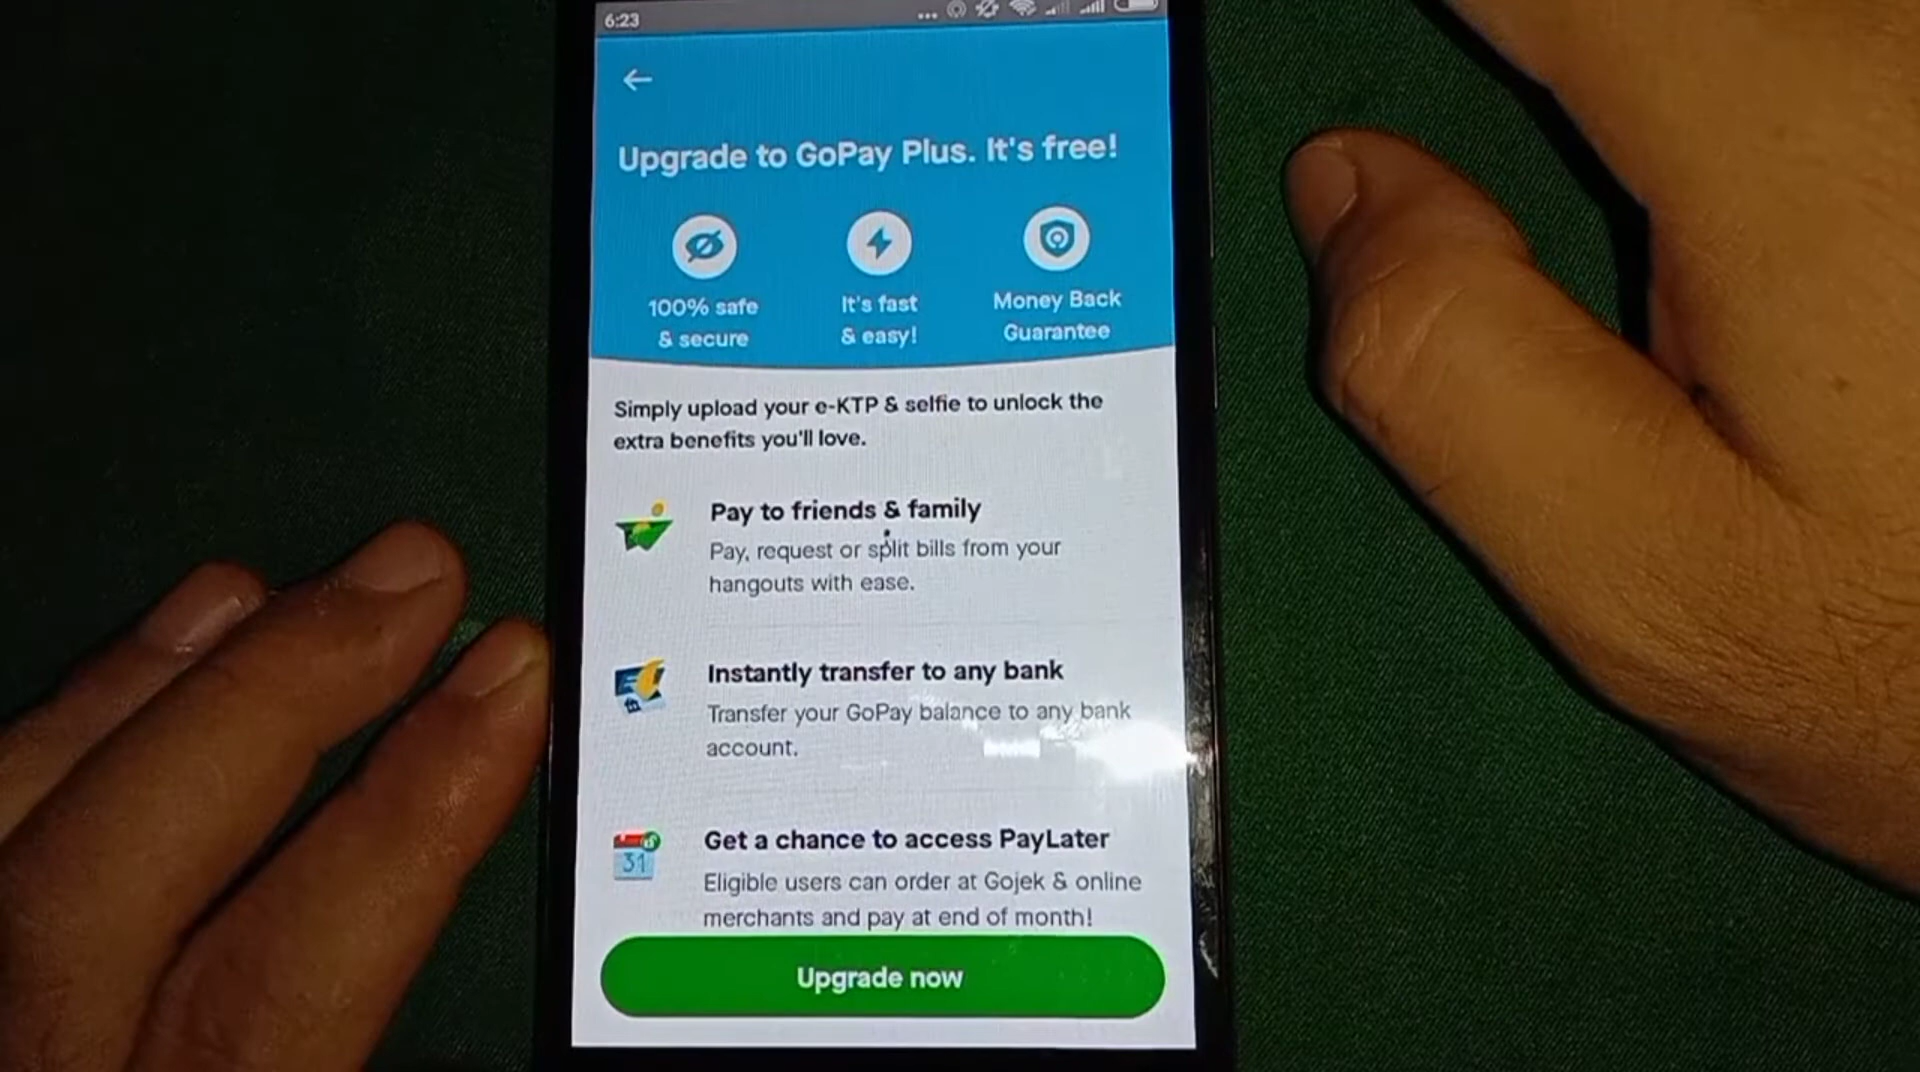 6:23
Upgrade to GoPay Plus. It's free!
100% safe
& secure
It's fast
& easy!
Money Back
Guarantee
Simply upload your e-KTP & selfie to unlock the
extra benefits you'll love.
Pay to friends & family
Pay, request or split bills from your
hangouts with ease.
Instantly transfer to any bank
Transfer your GoPay balance to any bank
account.
31
Get a chance to access PayLater
Eligible users can order at Gojek & online
merchants and pay at end of month!
Upgrade now